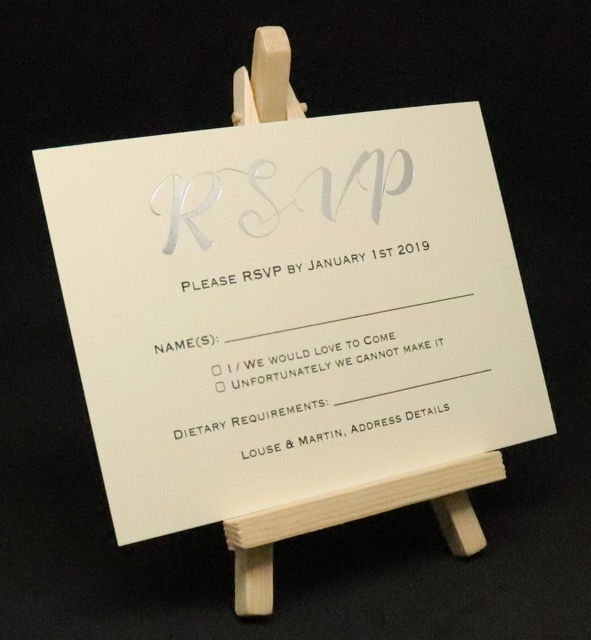 RSVP
Please RSVP by January 1st 2019
Name(s):
I / We would love to Come
Unfortunately we cannot make it
Dietary Requirements:
Louse & Martin, Address Details